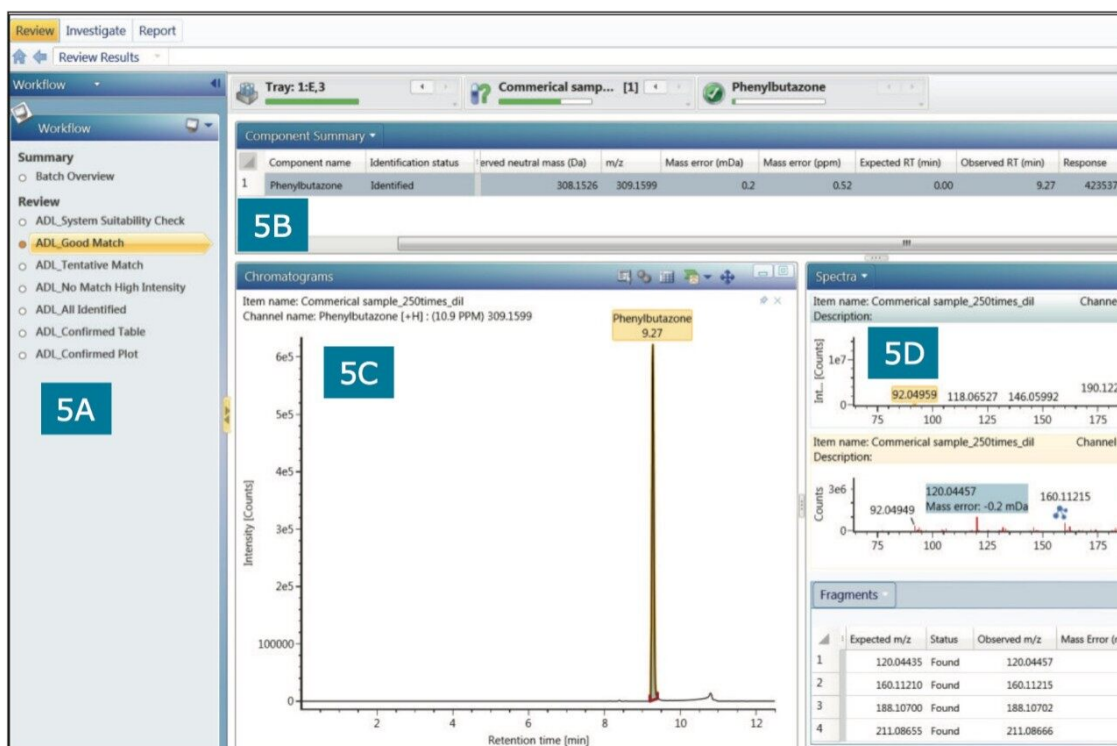 Review Investigate Report
Review Results
Workflow
Tray: 1:E,3
Commerical samp... [1]
Phenylbutazone
Workflow
Summary
Batch Overview
Review
ADL_System Suitability Check
ADL_Good Match
ADL_Tentative Match
ADL_No Match High Intensity
ADL_All Identified
ADL_Confirmed Table
ADL_Confirmed Plot
5A
Component Summary
Component name Identification status erved neutral mass (Da) m/z Mass error (mDa) Mass error (ppm) Expected RT (min) Observed RT (min) Response
1 Phenylbutazone Identified 308.1526 309.1599 0.2 0.52 0.00 9.27 423537
5B
Chromatograms
Item name: Commerical sample_250times_dil
Channel name: Phenylbutazone [+H] : (10.9 PPM) 309.1599
Phenylbutazone
9.27
5C
6e5
5e5
4e5
3e5
2e5
100000
0
Intensity [Counts]
2 4 6 8 10 12
Retention time [min]
Spectra
Item name: Commerical sample_250times_dil Chane
Description:
5D
Int... [Counts]
1e7
0
92.04959 118.06527 146.05992 190.122
75 100 125 150 175
Item name: Commerical sample_250times_dil Channel
Description:
Counts
3e6
0
92.04949
120.04457
Mass error: -0.2 mDa
160.11215
75 100 125 150 175
Fragments
Expected m/z Status Observed m/z Mass Error (r
1 120.04435 Found 120.04457
2 160.11210 Found 160.11215
3 188.10700 Found 188.10702
4 211.08655 Found 211.08666